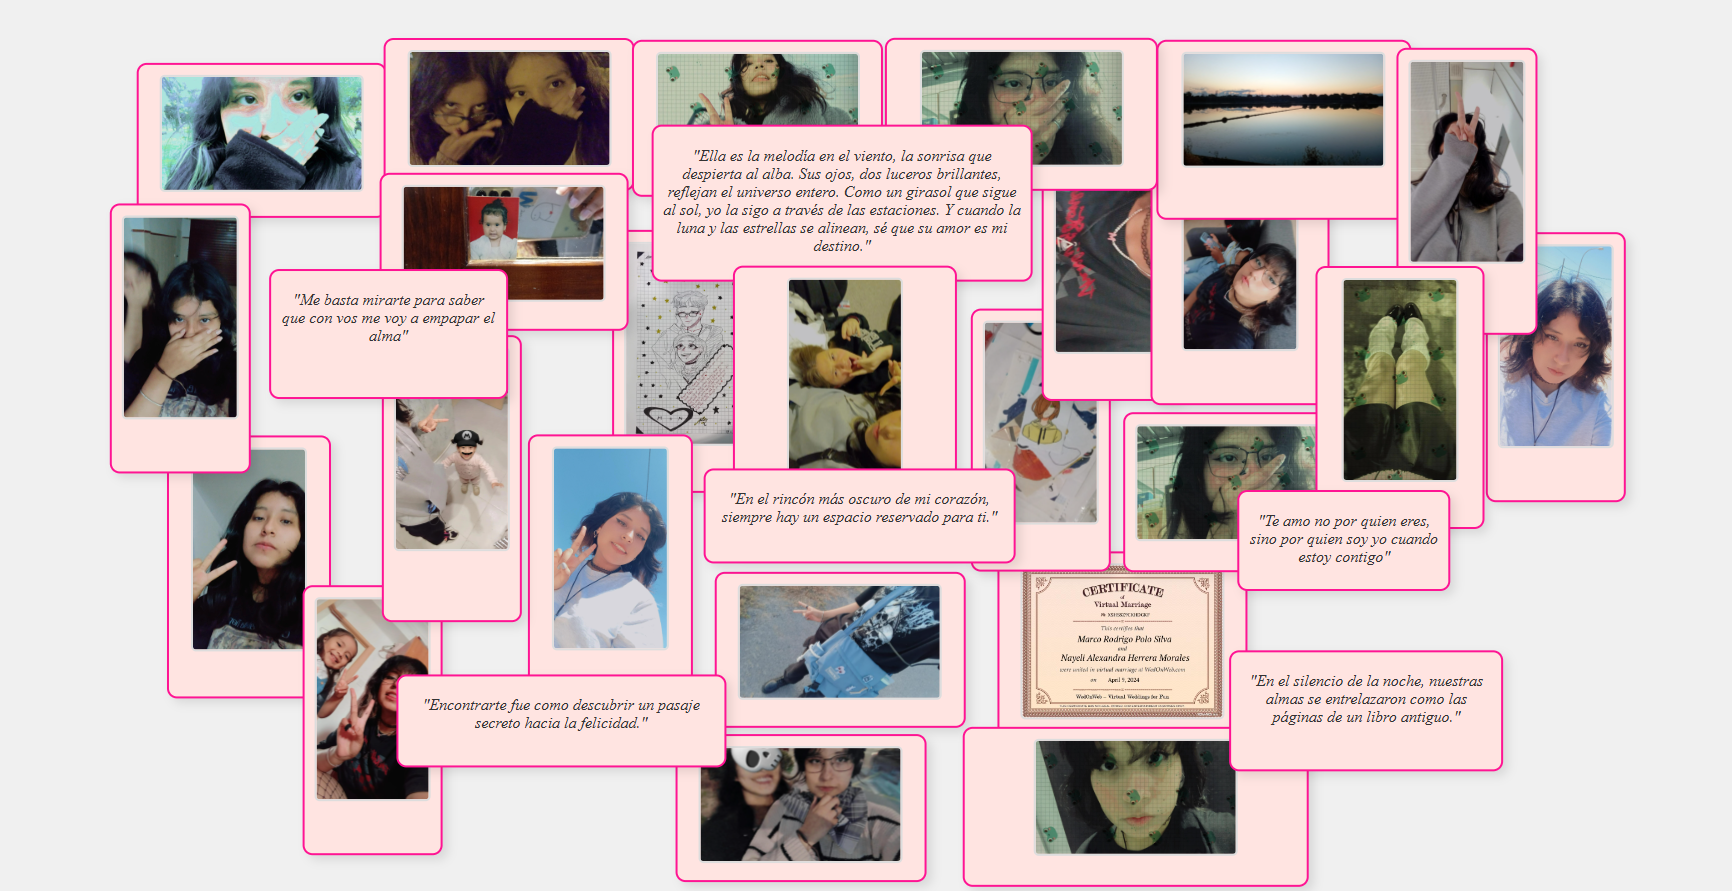 "Ella es la melodía en el viento, la sonrisa que
despierta al alba. Sus ojos, dos luceros brillantes,
reflejan el universo entero. Como un girasol que sigue
al sol, yo la sigo a través de las estaciones. Y cuando la
luna y las estrellas se alinean, sé que su amor es mi
destino."
"Me basta mirarte para saber
que con vos me voy a empapar el
alma"
"En el rincón más oscuro de mi corazón,
siempre hay un espacio reservado para ti."
"Te amo no por quien eres,
sino por quien soy yo cuando
estoy contigo"
CERTIFICATE
of
Virtual Marriage
This certifies that
Marco Rodrigo Polo Silva
and
Nayeli Alexandra Herrera Morales
were united in virtual marriage at WedOnWeb.com
on April 9, 2024
WedOnWeb - Virtual Weddings for Fun
"Encontrarte fue como descubrir un pasaje
secreto hacia la felicidad."
"En el silencio de la noche, nuestras
almas se entrelazaron como las
páginas de un libro antiguo."